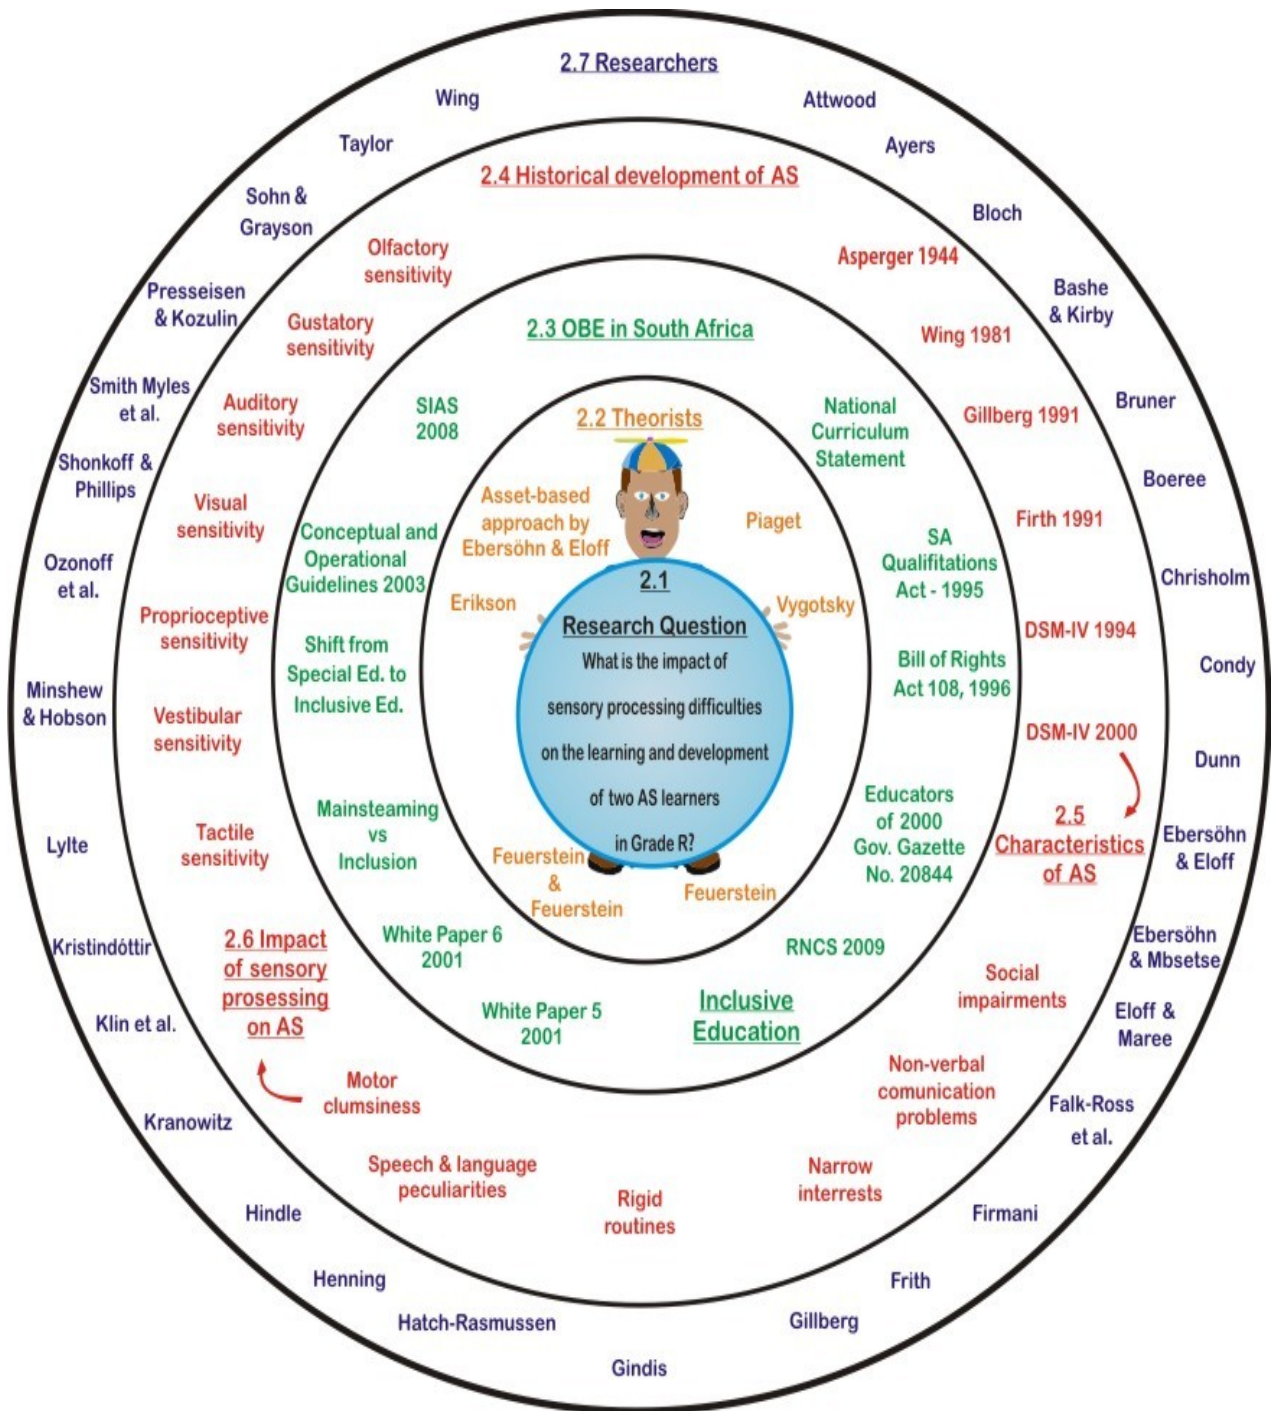 2.7 Researchers
Wing
Attwood
Taylor
Ayers
Sohn &
Grayson
Bloch
Presseisen
& Kozulin
Bashe
& Kirby
Smith Myles
et al.
Bruner
Shonkoff &
Phillips
Boeree
Ozonoff
et al.
Chrisholm
Minshew
& Hobson
Condy
Dunn
Lylte
Ebersöhn
& Eloff
Kristindóttir
Ebersöhn
& Mbsetse
Klin et al.
Eloff &
Maree
Kranowitz
Falk-Ross
et al.
Hindle
Firmani
Henning
Frith
Hatch-Rasmussen
Gillberg
Gindis
2.4 Historical development of AS
Asperger 1944
Wing 1981
Gillberg 1991
Firth 1991
DSM-IV 1994
DSM-IV 2000
2.5
Characteristics
of AS
Social
impairments
Non-verbal
comunication
problems
Narrow
interrests
Rigid
routines
Speech & language
peculiarities
Motor
clumsiness
2.6 Impact
of sensory
prosessing
on AS
Tactile
sensitivity
Vestibular
sensitivity
Proprioceptive
sensitivity
Visual
sensitivity
Auditory
sensitivity
Gustatory
sensitivity
Olfactory
sensitivity
2.3 OBE in South Africa
National
Curriculum
Statement
SA
Qualifitations
Act - 1995
Bill of Rights
Act 108, 1996
Educators
of 2000
Gov. Gazette
No. 20844
RNCS 2009
Inclusive
Education
White Paper 5
2001
White Paper 6
2001
Mainsteaming
vs
Inclusion
Shift from
Special Ed. to
Inclusive Ed.
Conceptual and
Operational
Guidelines 2003
SIAS
2008
2.2 Theorists
Asset-based
approach by
Ebersöhn & Eloff
Piaget
Erikson
Vygotsky
Feuerstein
&
Feuerstein
Feuerstein
2.1
Research Question
What is the impact of
sensory processing difficulties
on the learning and development
of two AS learners
in Grade R?